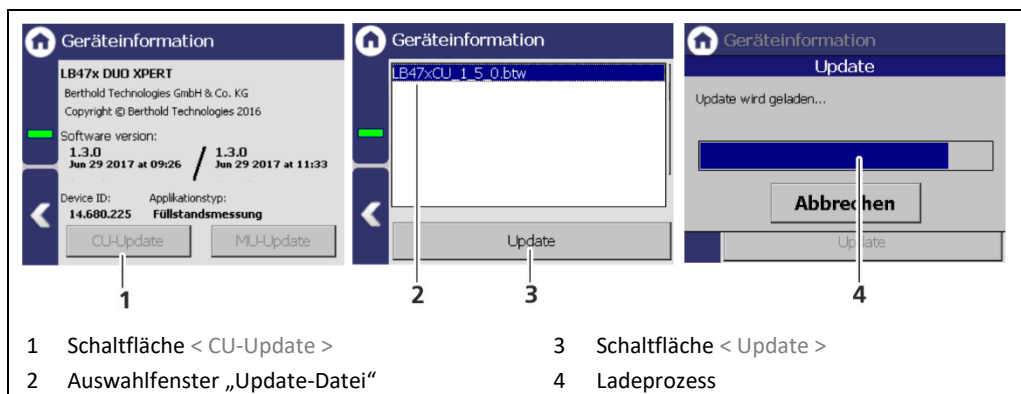 Geräteinformation
LB47x DUO XPERT
Berthold Technologies GmbH & Co. KG
Copyright © Berthold Technologies 2016
Software version:
1.3.0 / 1.3.0
Jun 29 2017 at 09:26 Jun 29 2017 at 11:33
Device ID: Applikationstyp:
14.680.225 Füllstandsmessung
CU-Update MU-Update
1
Geräteinformation
LB47xCU_1_5_0.btw
Update
2 3
Geräteinformation
Update
Update wird geladen...
Abbrechen
Update
4
1 Schaltfläche < CU-Update >
2 Auswahlfenster „Update-Datei“
3 Schaltfläche < Update >
4 Ladeprozess